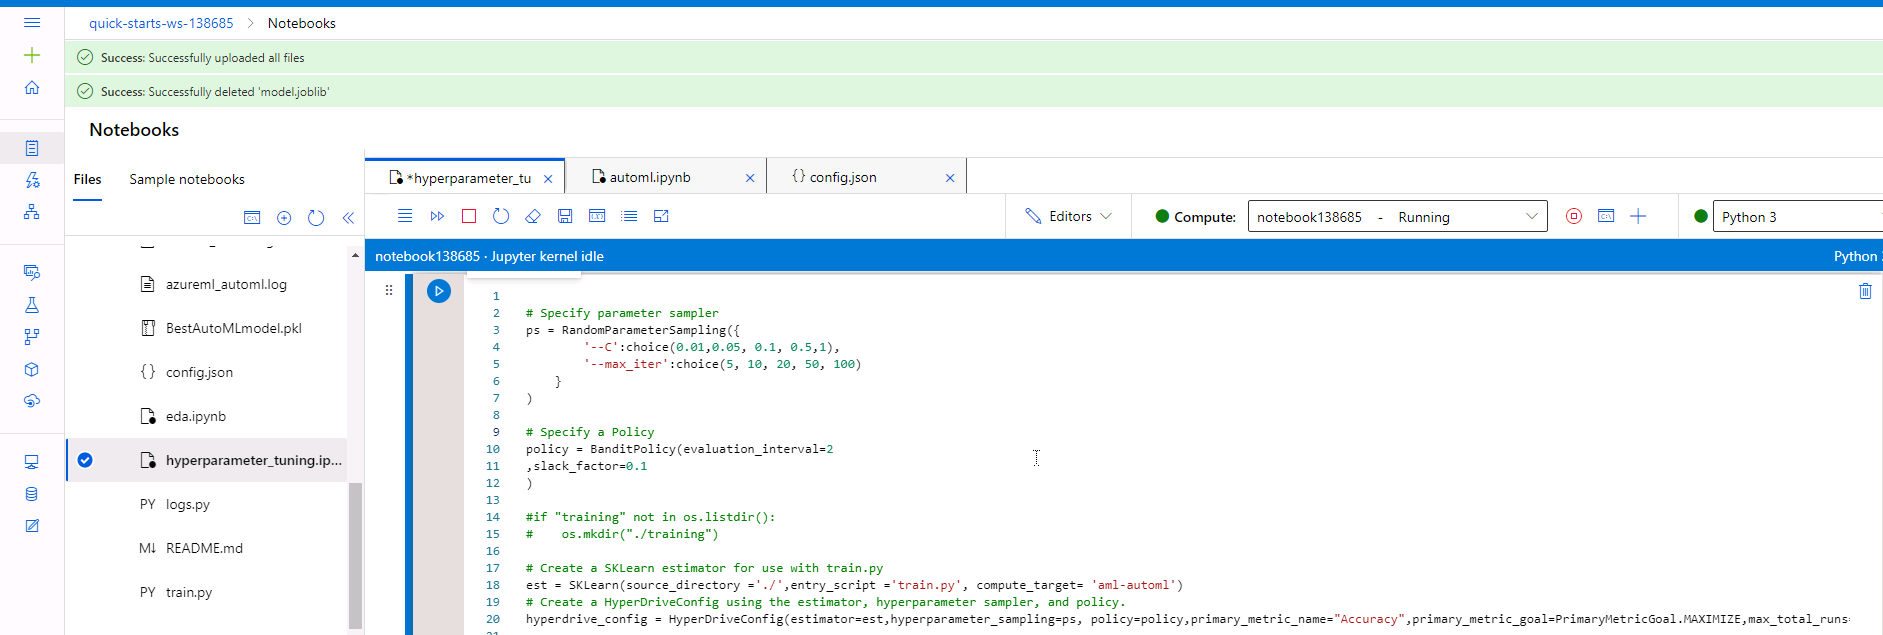 quick-starts-ws-138685 > Notebooks
Success: Successfully uploaded all files
Success: Successfully deleted 'model.joblib'
Notebooks
Files Sample notebooks
*hyperparameter_tu
automl.ipynb
{} config.json
Editors
Compute: notebook138685 - Running
Python 3
notebook138685 · Jupyter kernel idle
Python
azureml_automl.log
BestAutoMLmodel.pkl
{} config.json
eda.ipynb
hyperparameter_tuning.ip...
PY logs.py
M↓ README.md
PY train.py
1
2 # Specify parameter sampler
3 ps = RandomParameterSampling({
4 '--C':choice(0.01,0.05, 0.1, 0.5,1),
5 '--max_iter':choice(5, 10, 20, 50, 100)
6 }
7 )
8
9 # Specify a Policy
10 policy = BanditPolicy(evaluation_interval=2
11 ,slack_factor=0.1
12 )
13
14 #if "training" not in os.listdir():
15 # os.mkdir("./training")
16
17 # Create a SKLearn estimator for use with train.py
18 est = SKLearn(source_directory ='./',entry_script ='train.py', compute_target= 'aml-automl')
19 # Create a HyperDriveConfig using the estimator, hyperparameter sampler, and policy.
20 hyperdrive_config = HyperDriveConfig(estimator=est,hyperparameter_sampling=ps, policy=policy,primary_metric_name="Accuracy",primary_metric_goal=PrimaryMetricGoal.MAXIMIZE,max_total_runs=